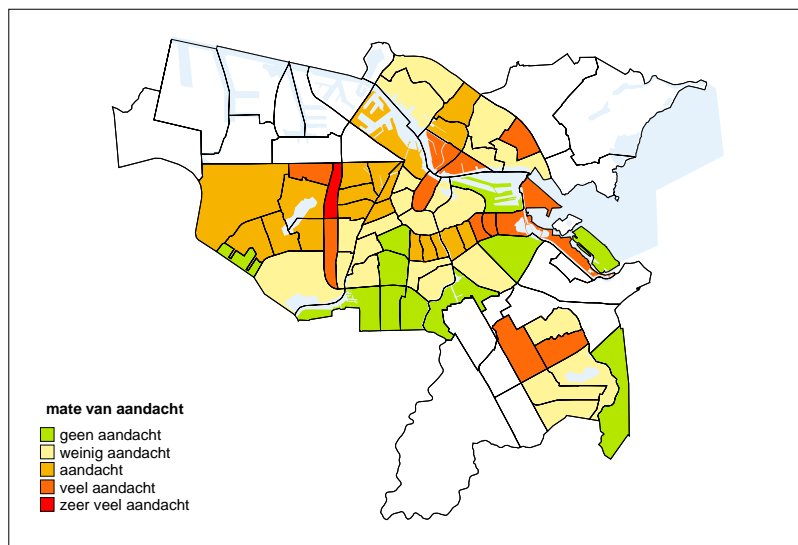 mate van aandacht
geen aandacht
weinig aandacht
aandacht
veel aandacht
zeer veel aandacht